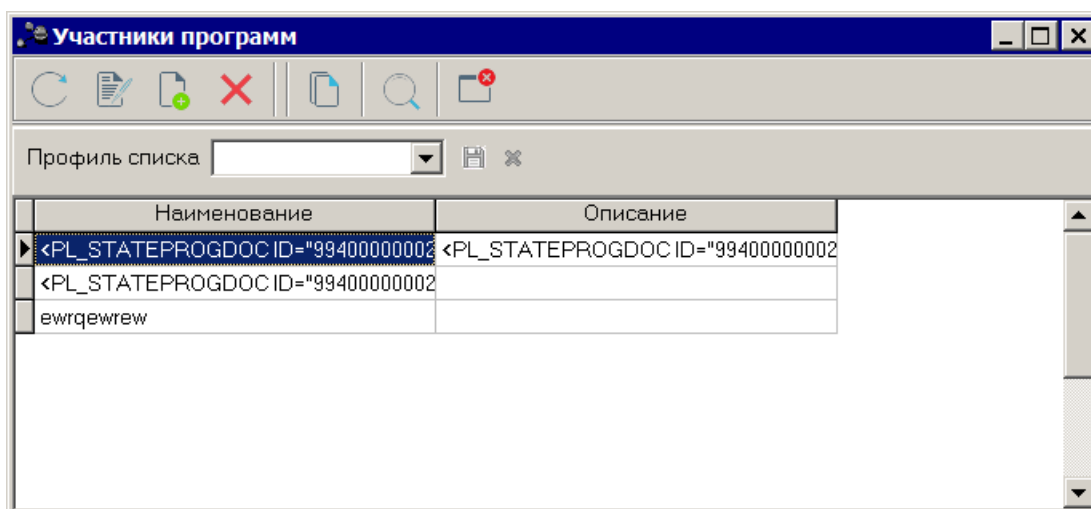 Участники программ
Профиль списка
Наименование Описание
<PL_STATEPROGDOC ID="99400000002 <PL_STATEPROGDOC ID="99400000002
<PL_STATEPROGDOC ID="99400000002
ewrqewrew